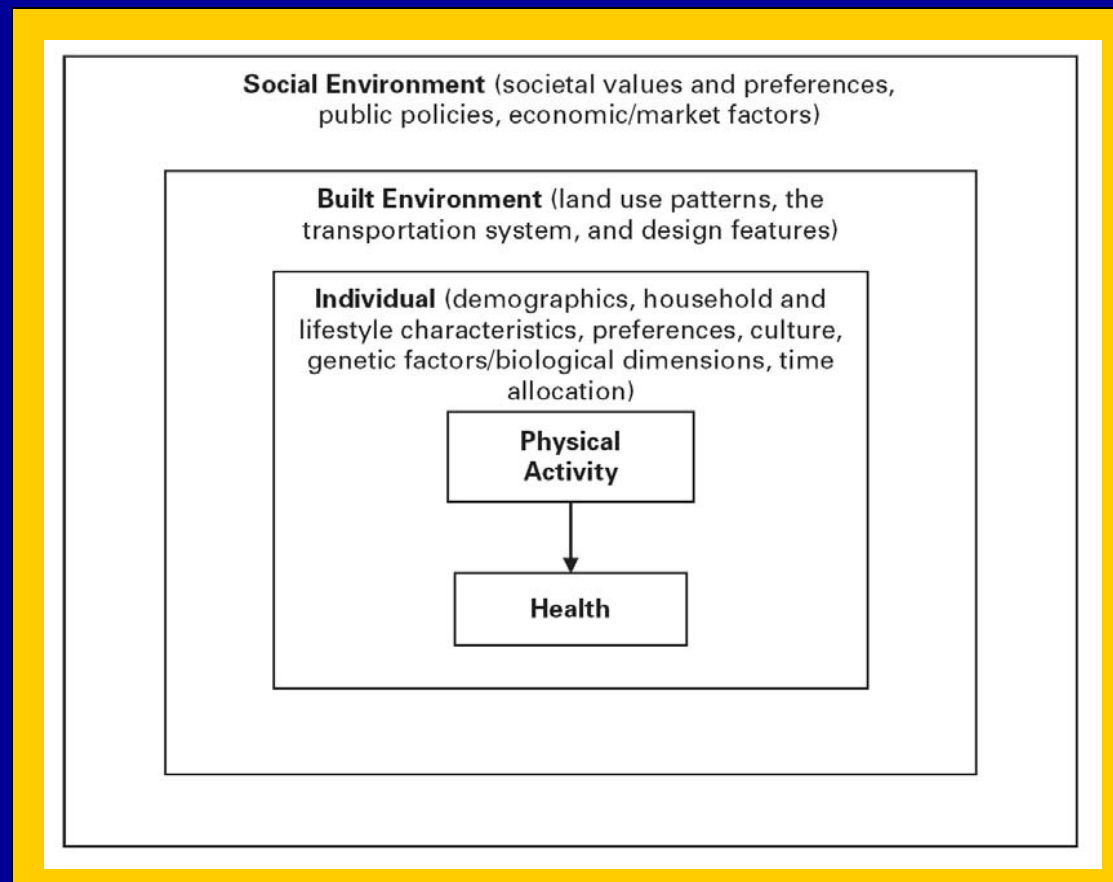 Social Environment (societal values and preferences,
public policies, economic/market factors)
Built Environment (land use patterns, the
transportation system, and design features)
Individual (demographics, household and
lifestyle characteristics, preferences, culture,
genetic factors/biological dimensions, time
allocation)
Physical
Activity
Health